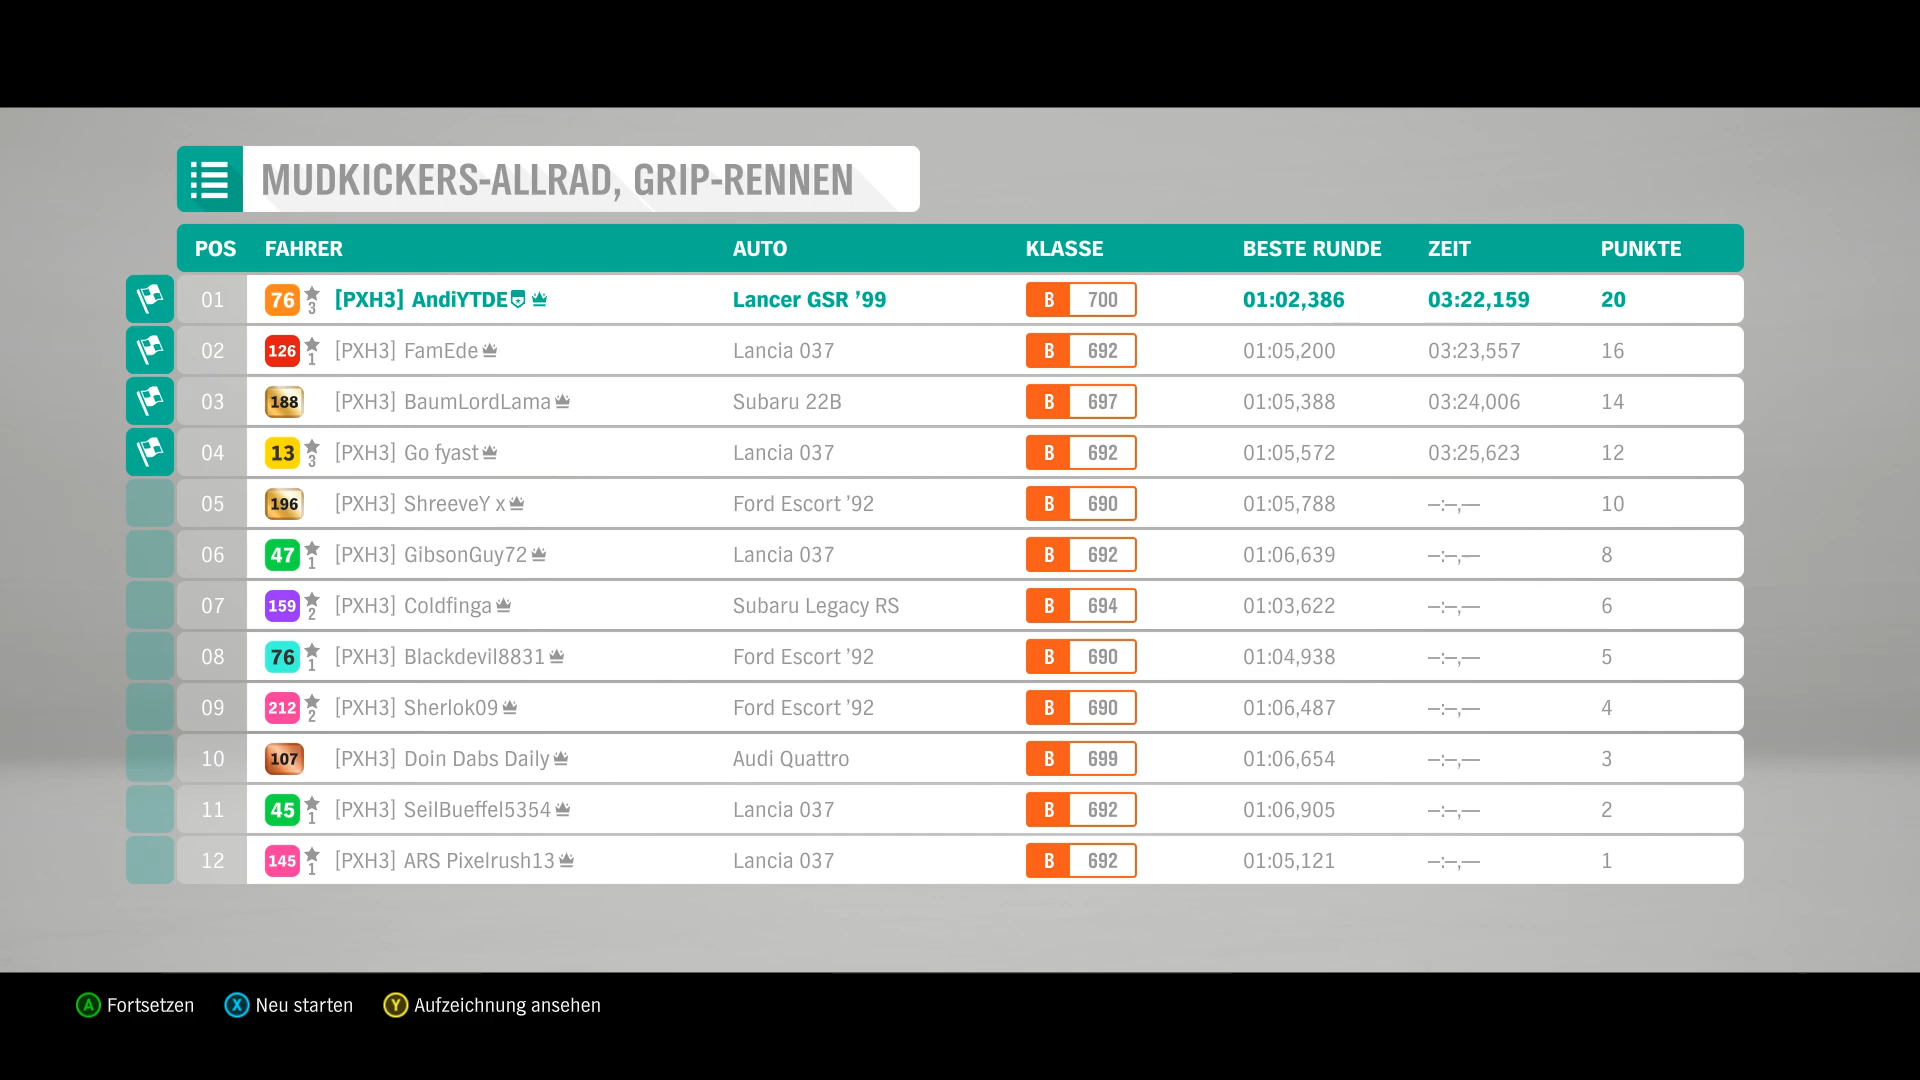 MUDKICKERS-ALLRAD, GRIP-RENNEN
POS FAHRER AUTO KLASSE BESTE RUNDE ZEIT PUNKTE
01 76 3 [PXH3] AndiYTDE Lancer GSR ’99 B 700 01:02,386 03:22,159 20
02 126 1 [PXH3] FamEde Lancia 037 B 692 01:05,200 03:23,557 16
03 188 [PXH3] BaumLordLama Subaru 22B B 697 01:05,388 03:24,006 14
04 13 3 [PXH3] Go fyast Lancia 037 B 692 01:05,572 03:25,623 12
05 196 [PXH3] ShreeveY x Ford Escort ’92 B 690 01:05,788 –:–,–– 10
06 47 1 [PXH3] GibsonGuy72 Lancia 037 B 692 01:06,639 –:–,–– 8
07 159 2 [PXH3] Coldfinga Subaru Legacy RS B 694 01:03,622 –:–,–– 6
08 76 1 [PXH3] Blackdevil8831 Ford Escort ’92 B 690 01:04,938 –:–,–– 5
09 212 2 [PXH3] Sherlok09 Ford Escort ’92 B 690 01:06,487 –:–,–– 4
10 107 [PXH3] Doin Dabs Daily Audi Quattro B 699 01:06,654 –:–,–– 3
11 45 1 [PXH3] SeilBueffel5354 Lancia 037 B 692 01:06,905 –:–,–– 2
12 145 1 [PXH3] ARS Pixelrush13 Lancia 037 B 692 01:05,121 –:–,–– 1
A Fortsetzen X Neu starten Y Aufzeichnung ansehen